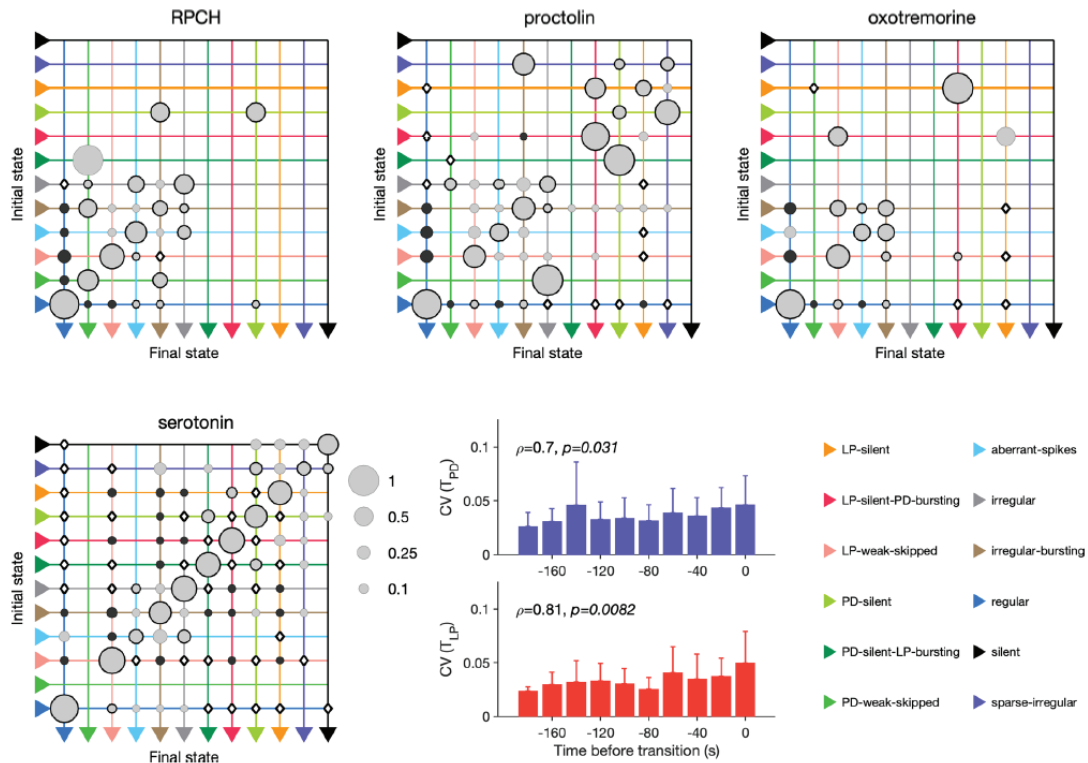 RPCH
proctolin
oxotremorine
Initial state
Initial state
Initial state
Final state
Final state
Final state
serotonin
Initial state
Final state
1
0.5
0.25
0.1
ρ=0.7, p=0.031
CV (T_PD)
0.1
0.05
0
-160
-120
-80
-40
0
ρ=0.81, p=0.0082
CV (T_LP)
0.1
0.05
0
-160
-120
-80
-40
0
Time before transition (s)
LP-silent
LP-silent-PD-bursting
LP-weak-skipped
PD-silent
PD-silent-LP-bursting
PD-weak-skipped
aberrant-spikes
irregular
irregular-bursting
regular
silent
sparse-irregular